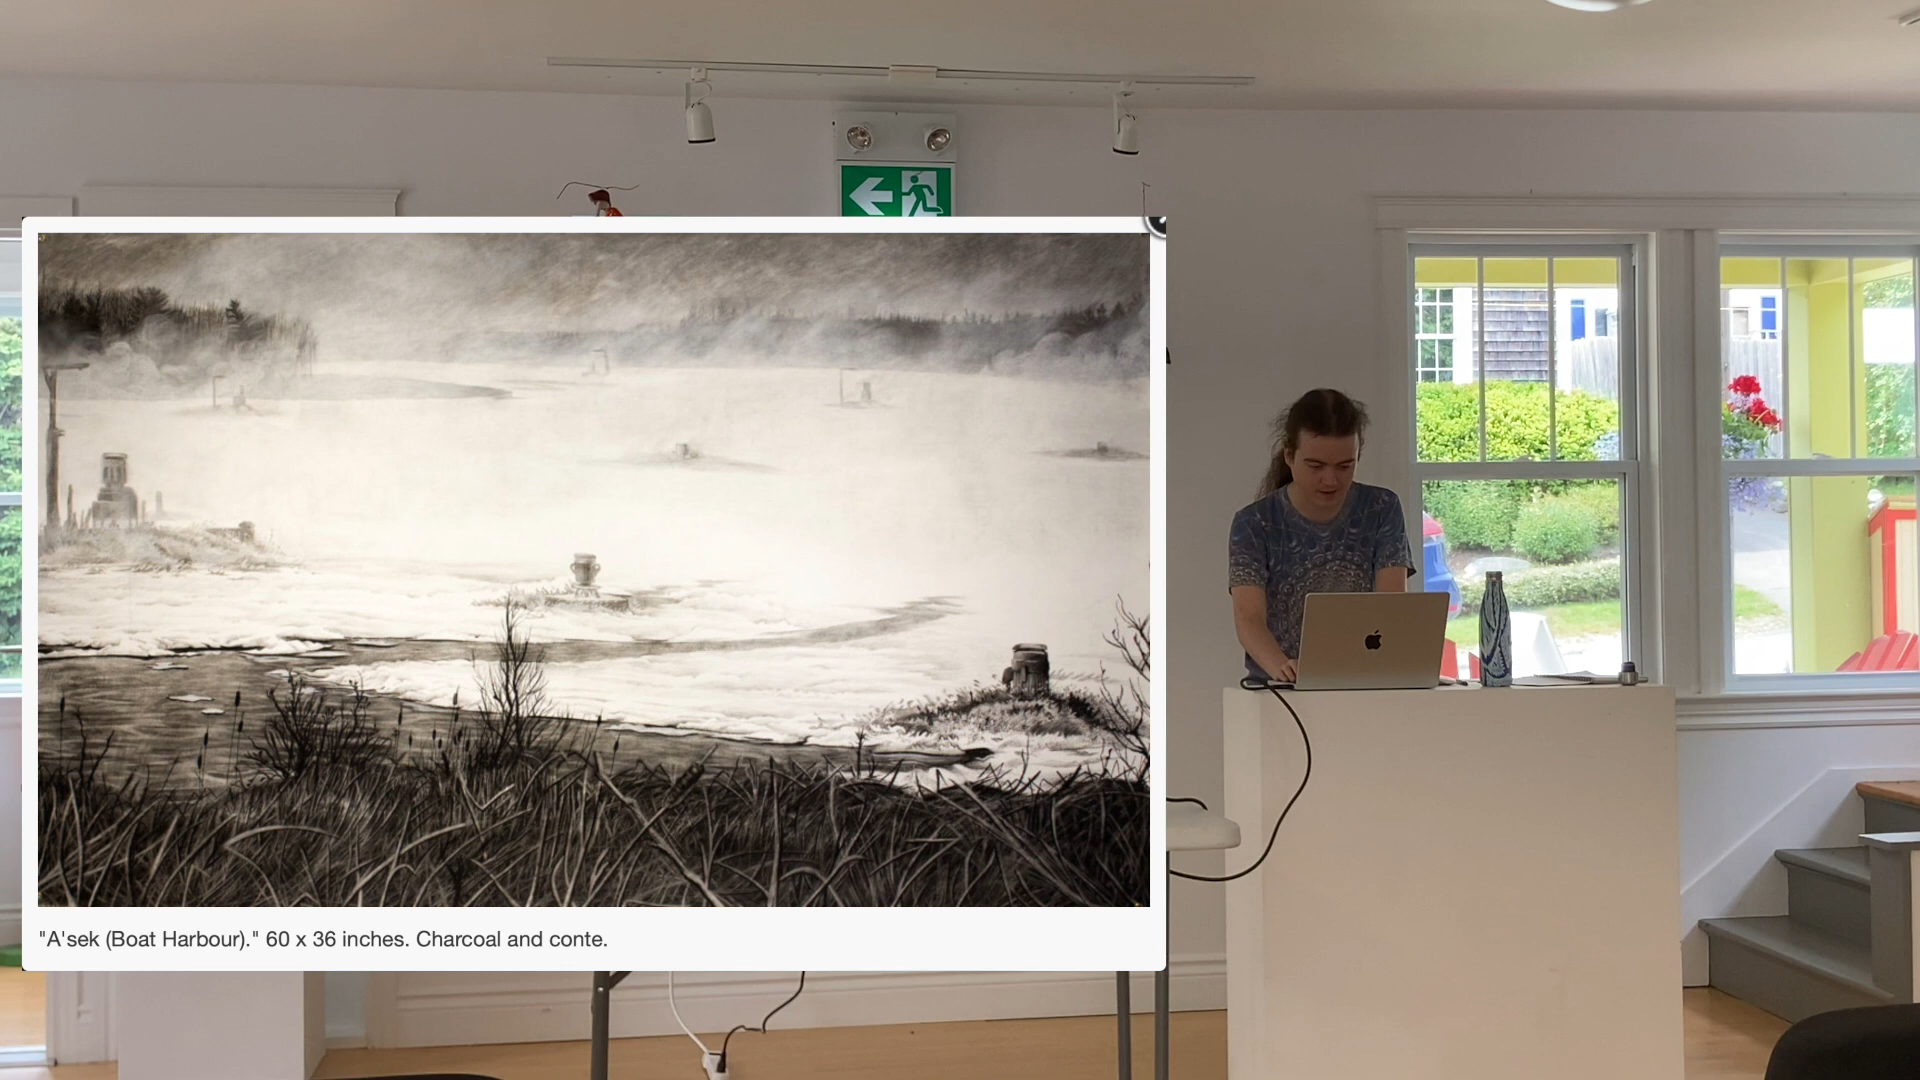 "A'sek (Boat Harbour)." 60 x 36 inches. Charcoal and conte.